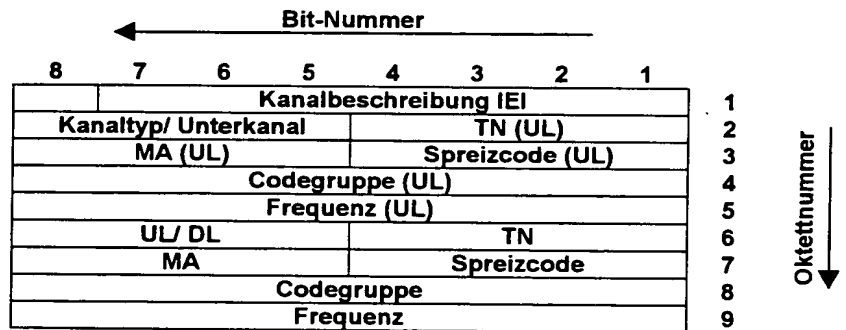 Bit-Nummer
8 7 6 5 4 3 2 1
Kanalbeschreibung IEI 1
Kanaltyp/ Unterkanal TN (UL) 2
MA (UL) Spreizcode (UL) 3
Codegruppe (UL) 4
Frequenz (UL) 5
UL/ DL TN 6
MA Spreizcode 7
Codegruppe 8
Frequenz 9
Oktettnummer